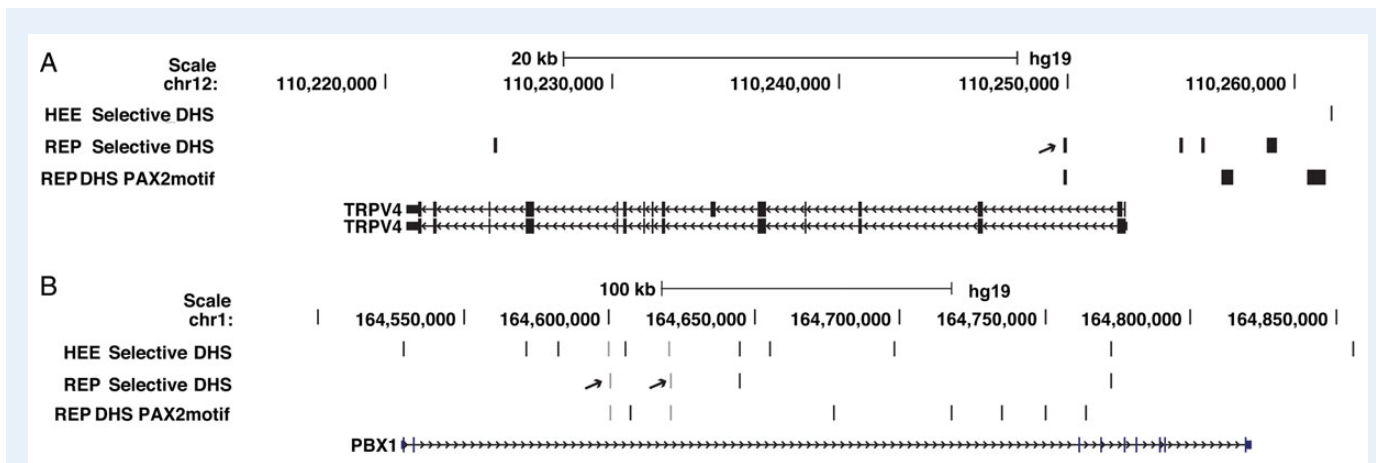 A
Scale 20 kb hg19
chr12: 110,220,000 110,230,000 110,240,000 110,250,000 110,260,000
HEE Selective_DHS
REP Selective DHS
REP DHS PAX2motif
TRPV4
TRPV4
B
Scale 100 kb hg19
chr1: 164,550,000 164,600,000 164,650,000 164,700,000 164,750,000 164,800,000 164,850,000
HEE Selective DHS
REP Selective DHS
REP DHS PAX2motif
PBX1